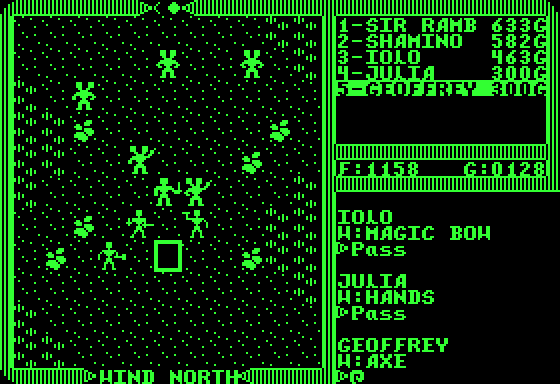 1-SIR RAMB 633G
2-SHAMINO 582G
3-IOLO 463G
4-JULIA 300G
5-GEOFFREY 300G
F:1158 G:0128
IOLO
W:MAGIC BOW
Pass
JULIA
W:HANDS
Pass
GEOFFREY
W:AXE
WIND NORTH